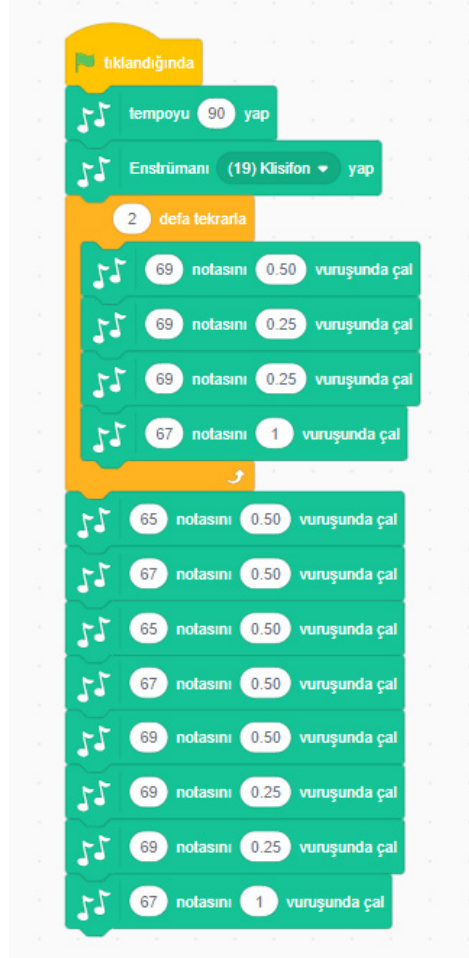 tıklandığında
tempoyu 90 yap
Enstrümanı (19) Klisifon yap
2 defa tekrarla
69 notasını 0.50 vuruşunda çal
69 notasını 0.25 vuruşunda çal
69 notasını 0.25 vuruşunda çal
67 notasını 1 vuruşunda çal
65 notasını 0.50 vuruşunda çal
67 notasını 0.50 vuruşunda çal
65 notasını 0.50 vuruşunda çal
67 notasını 0.50 vuruşunda çal
69 notasını 0.50 vuruşunda çal
69 notasını 0.25 vuruşunda çal
69 notasını 0.25 vuruşunda çal
67 notasını 1 vuruşunda çal